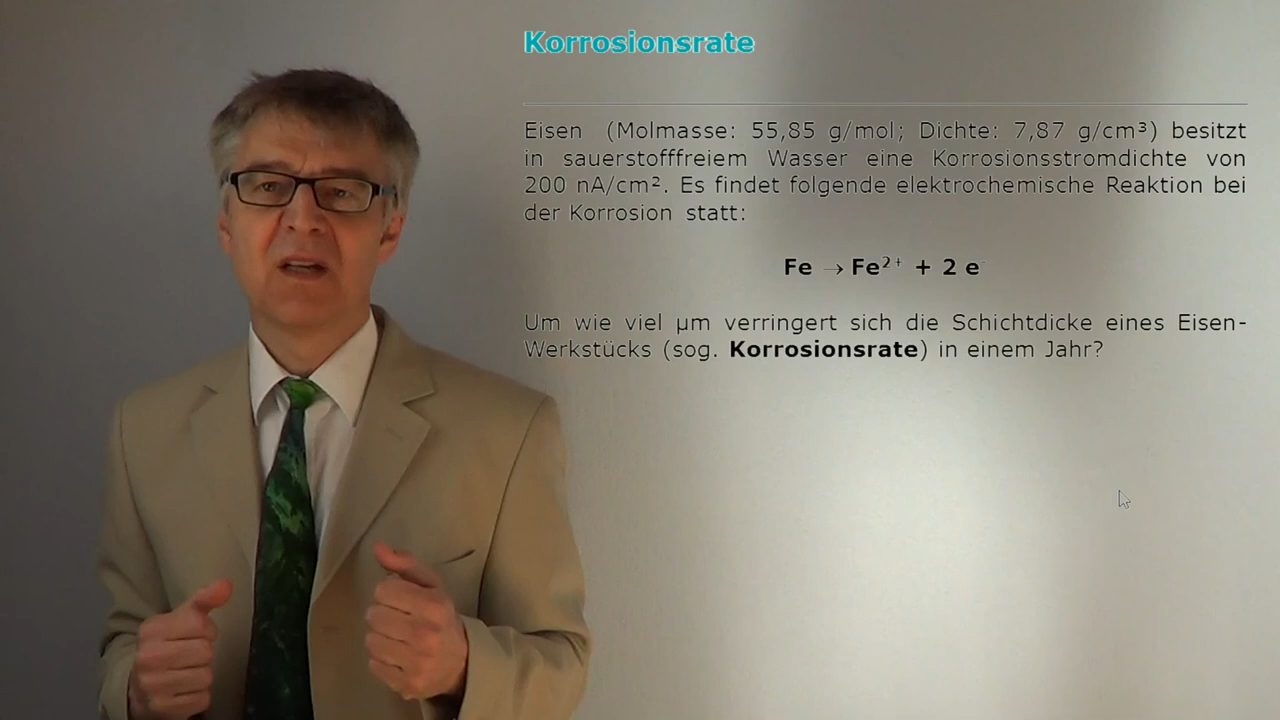 Korrosionsrate
Eisen (Molmasse: 55,85 g/mol; Dichte: 7,87 g/cm³) besitzt
in sauerstofffreiem Wasser eine Korrosionsstromdichte von
200 nA/cm². Es findet folgende elektrochemische Reaktion bei
der Korrosion statt:
Fe → Fe²⁺ + 2 e⁻
Um wie viel µm verringert sich die Schichtdicke eines Eisen-
Werkstücks (sog. Korrosionsrate) in einem Jahr?